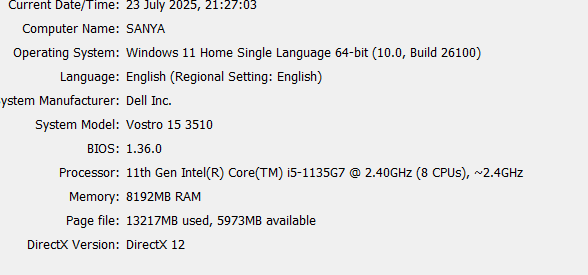 Current Date/Time: 23 July 2025, 21:27:03
Computer Name: SANYA
Operating System: Windows 11 Home Single Language 64-bit (10.0, Build 26100)
Language: English (Regional Setting: English)
ystem Manufacturer: Dell Inc.
System Model: Vostro 15 3510
BIOS: 1.36.0
Processor: 11th Gen Intel(R) Core(TM) i5-1135G7 @ 2.40GHz (8 CPUs), ~2.4GHz
Memory: 8192MB RAM
Page file: 13217MB used, 5973MB available
DirectX Version: DirectX 12